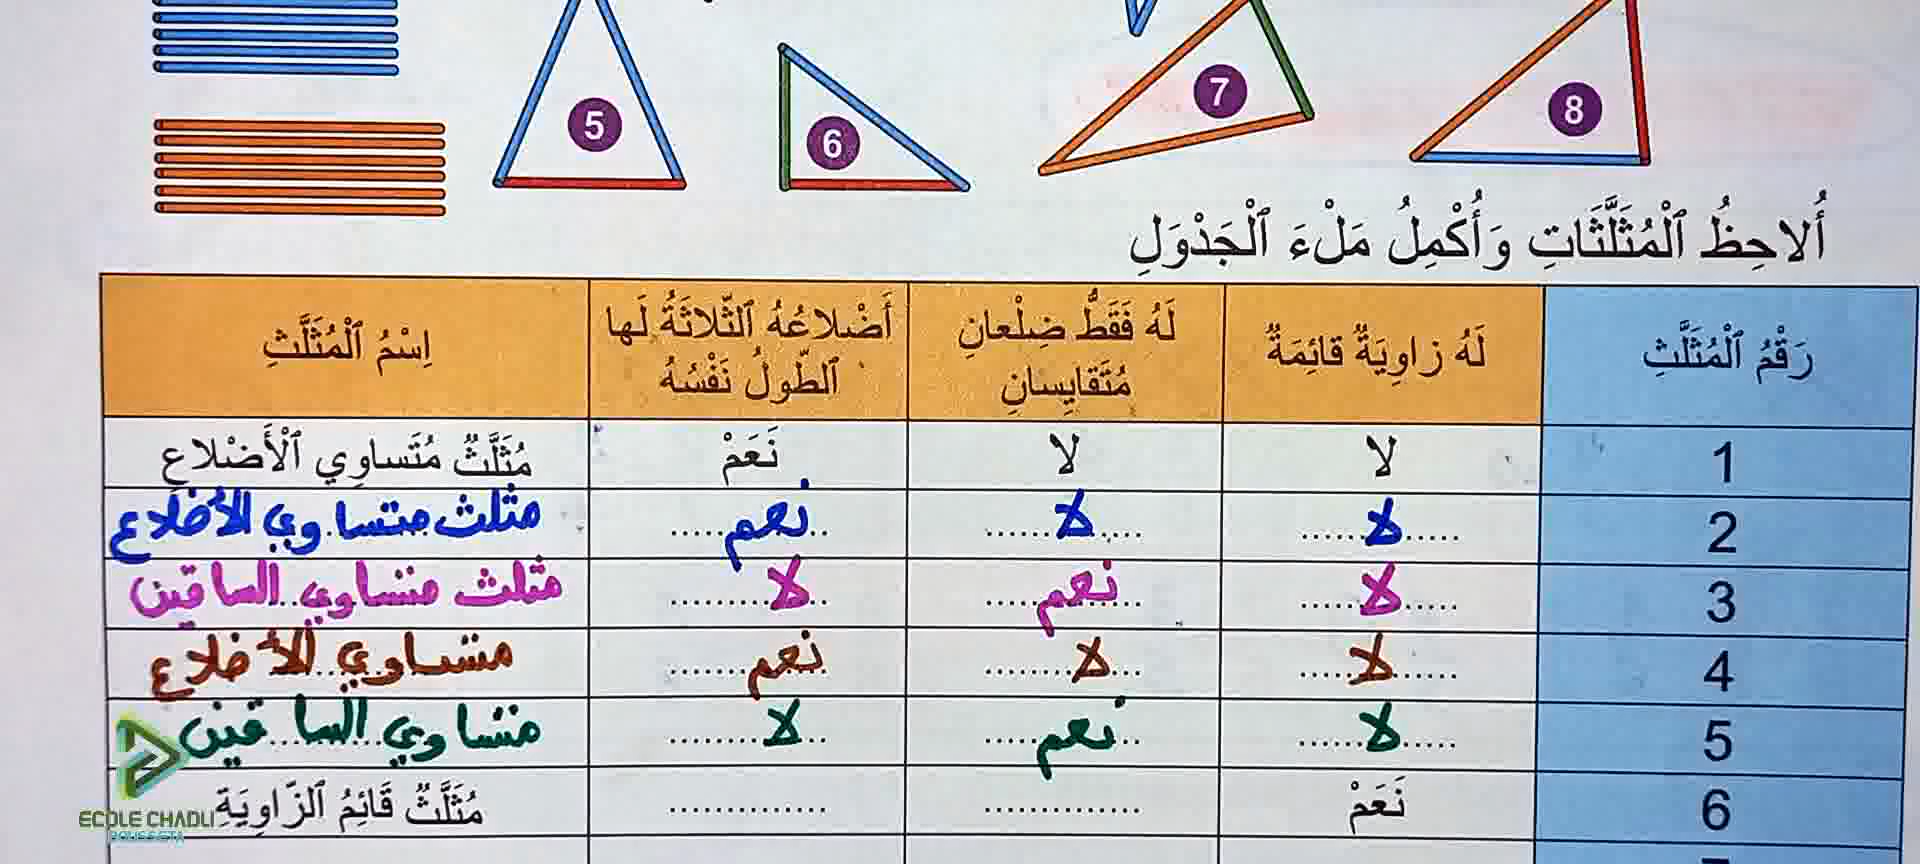 5
6
7
8
أُلاحِظُ ٱلْمُثَلَّثَاتِ وَأُكْمِلُ مَلْءَ ٱلْجَدْوَلِ
رَقْمُ ٱلْمُثَلَّثِ لَهُ زاوِيَةٌ قائِمَةٌ لَهُ فَقَطُّ ضِلْعانِ مُتَقايِسانِ أَضْلاعُهُ ٱلثَّلاثَةُ لَها ٱلطّولُ نَفْسُهُ اِسْمُ ٱلْمُثَلَّثِ
1 لا لا نَعَمْ مُثَلَّثٌ مُتَساوِي ٱلْأَضْلاعِ
2 لا لا نعم مثلث متساوي الأضلاع
3 لا نعم لا مثلث متساوي الساقين
4 لا لا نعم متساوي الأضلاع
5 لا نعم لا متساوي الساقين
6 نَعَمْ مُثَلَّثٌ قَائِمُ ٱلزّاوِيَةِ
ECOLE CHADLI
BOUSSETA